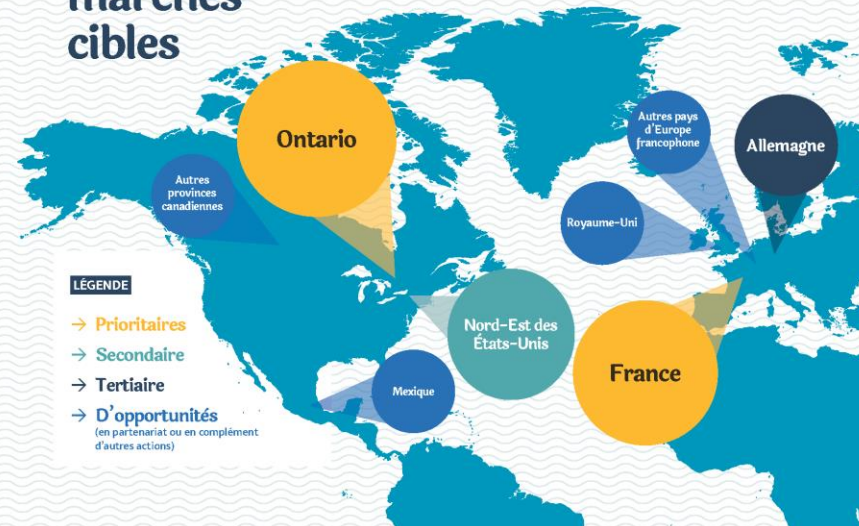 marchés
cibles
Ontario
Autres
provinces
canadiennes
Autres pays
d'Europe
francophone
Allemagne
Royaume-Uni
LÉGENDE
→ Prioritaires
→ Secondaire
→ Tertiaire
→ D'opportunités
(en partenariat ou en complément
d'autres actions)
Nord-Est des
États-Unis
France
Mexique